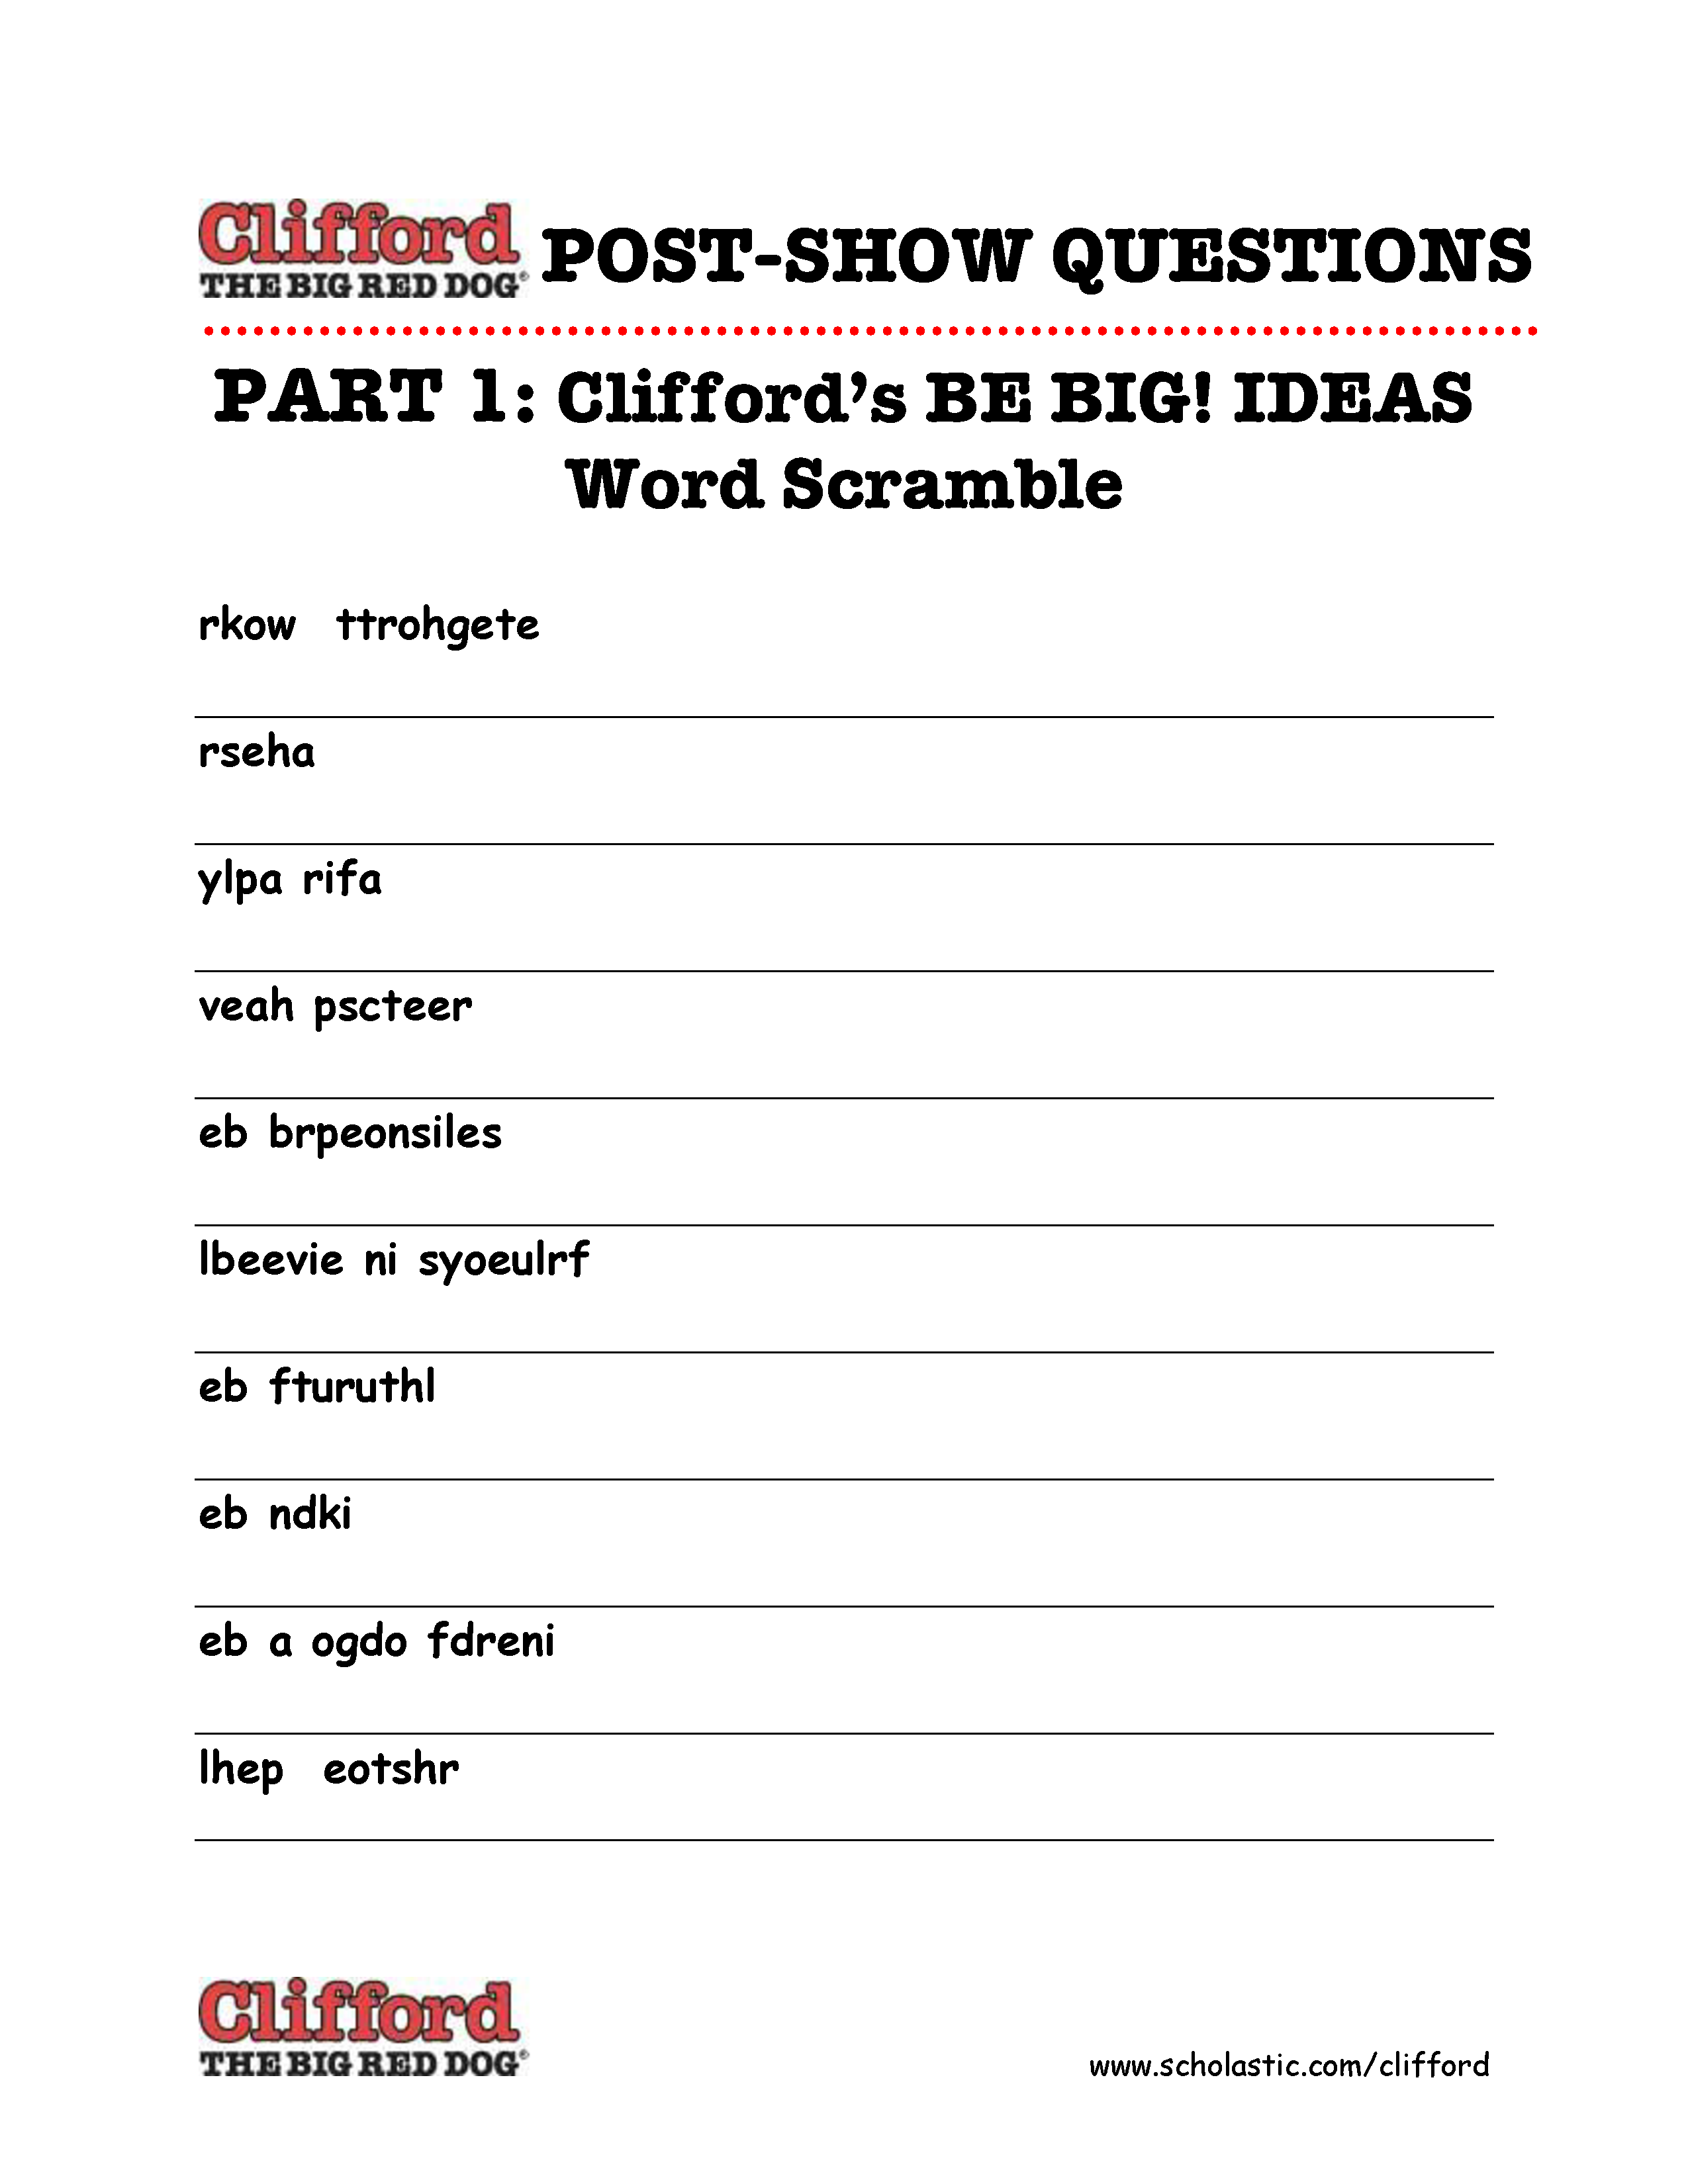 Clifford POST-SHOW QUESTIONS
THE BIG RED DOG®
PART 1: Clifford's BE BIG! IDEAS
Word Scramble
rkow ttrohgete
rseha
ylpa rifa
veah pscteer
eb brpeonsiles
lbeevie ni syoeulrf
eb fturuthl
eb ndki
eb a ogdo fdreni
lhep eotshr
Clifford
THE BIG RED DOG®
www.scholastic.com/clifford